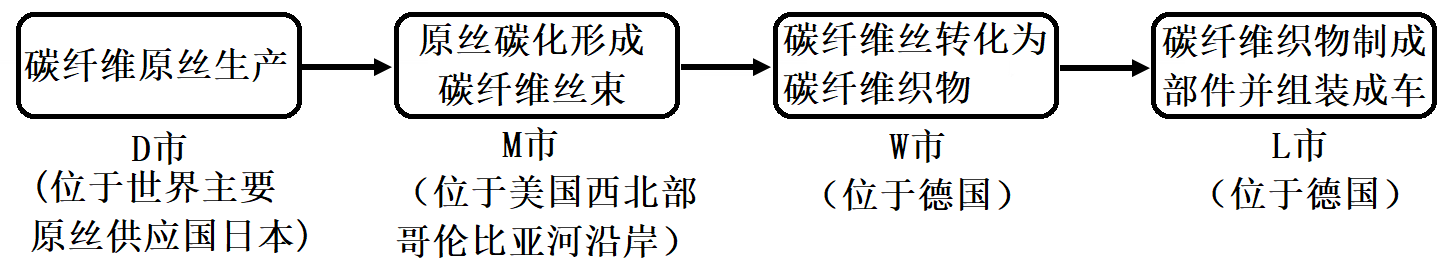 碳纤维原丝生产
原丝碳化形成
碳纤维丝束
碳纤维丝转化为
碳纤维织物
碳纤维织物制成
部件并组装成车
D市
(位于世界主要
原丝供应国日本)
M市
（位于美国西北部
哥伦比亚河沿岸）
W市
（位于德国）
L市
（位于德国）